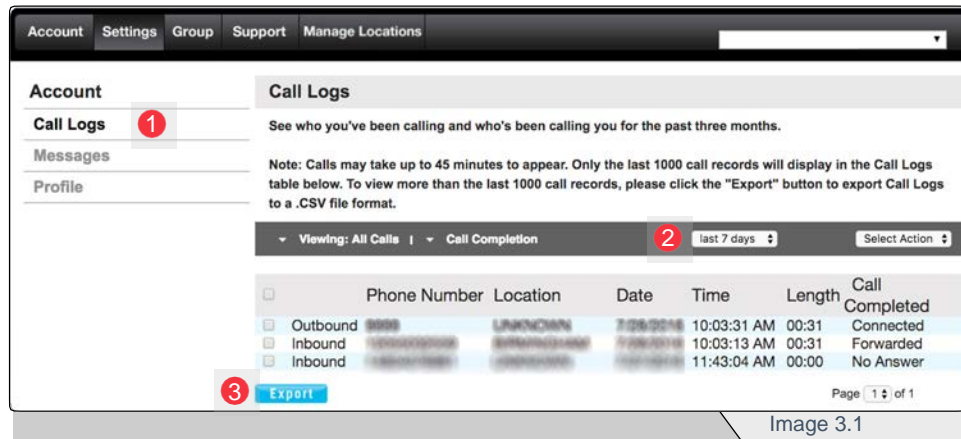 Account Settings Group Support Manage Locations
Account
Call Logs 1
Messages
Profile
Call Logs
See who you've been calling and who's been calling you for the past three months.
Note: Calls may take up to 45 minutes to appear. Only the last 1000 call records will display in the Call Logs
table below. To view more than the last 1000 call records, please click the "Export" button to export Call Logs
to a .CSV file format.
Viewing: All Calls | Call Completion 2 last 7 days Select Action
Phone Number Location Date Time Length Call Completed
Outbound 10:03:31 AM 00:31 Connected
Inbound 10:03:13 AM 00:31 Forwarded
Inbound 11:43:04 AM 00:00 No Answer
3 Export Page 1 of 1
Image 3.1